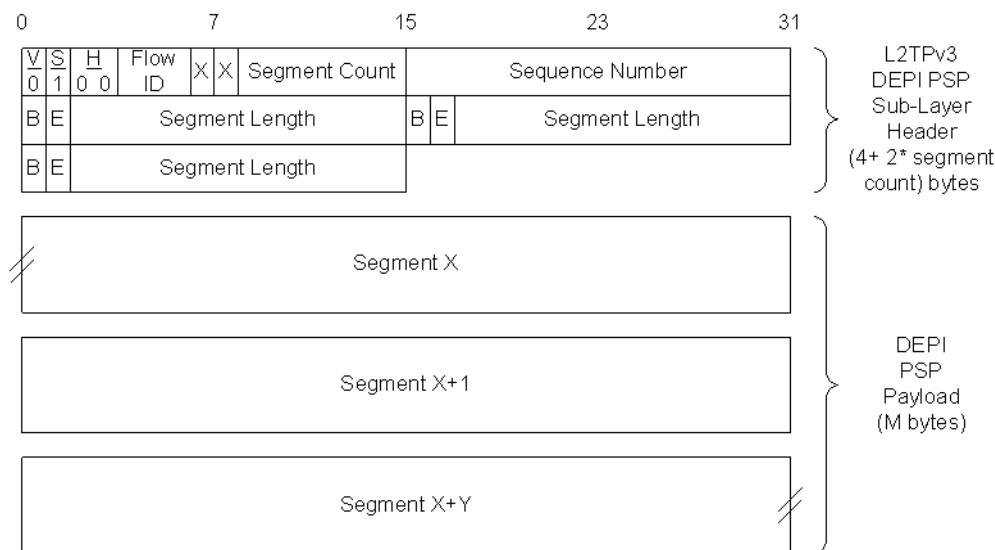 0 7 15 23 31
V S H Flow ID X X Segment Count Sequence Number
0 1 0 0
B E Segment Length B E Segment Length
B E Segment Length
L2TPv3
DEPI PSP
Sub-Layer
Header
(4+ 2* segment
count) bytes
Segment X
Segment X+1
Segment X+Y
DEPI
PSP
Payload
(M bytes)